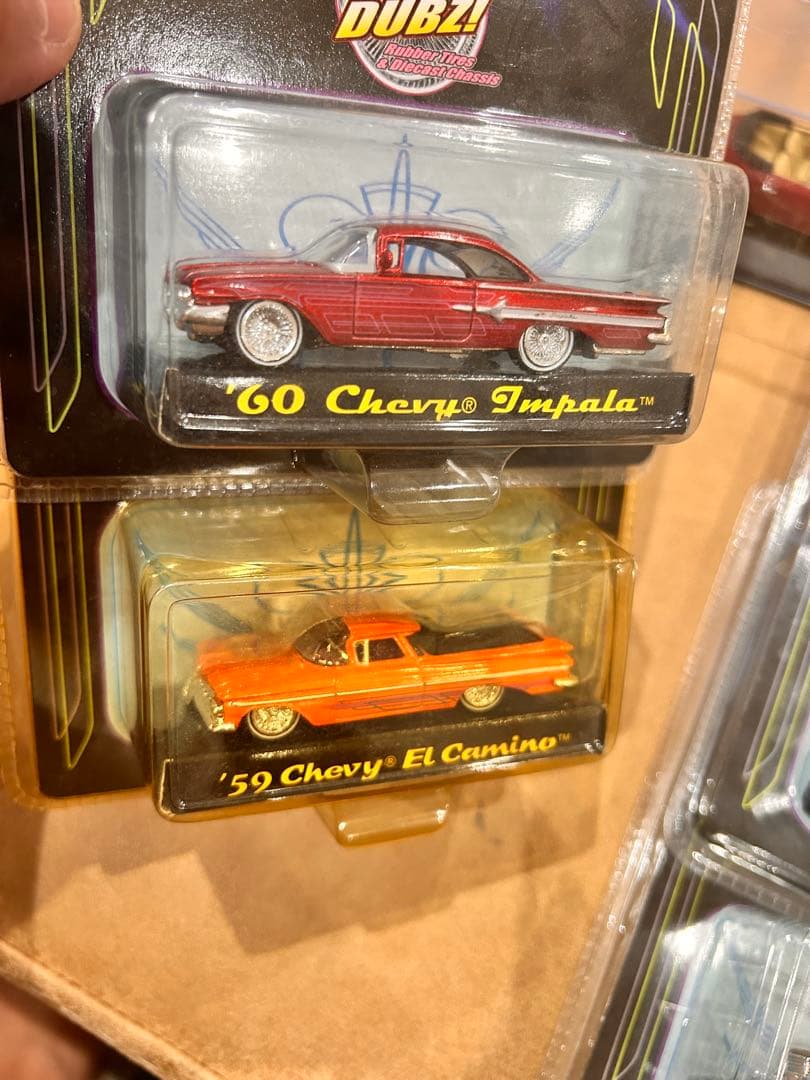 DUBZ!
Rubber Tires
& Diecast Chassis
'60 Chevy® Impala™
'59 Chevy® El Camino™